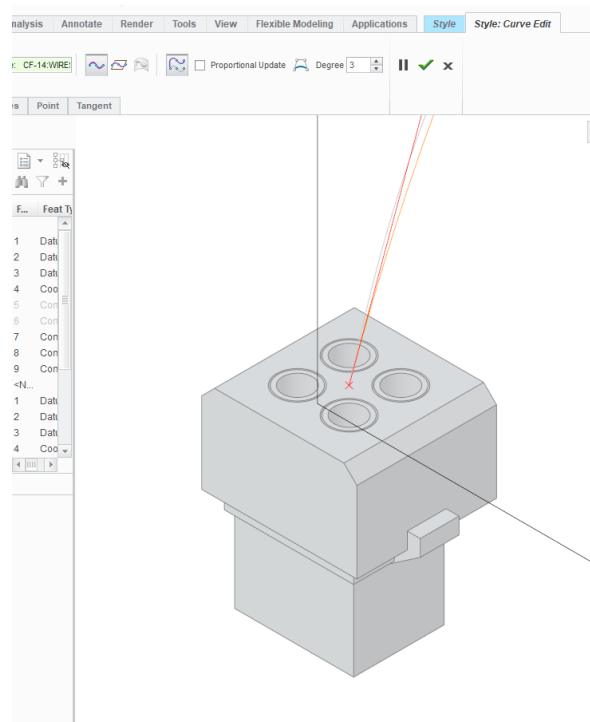 nalysis Annotate Render Tools View Flexible Modeling Applications Style Style: Curve Edit
: CF-14:WIRE Proportional Update Degree 3
s Point Tangent
F... Feat Ty
1 Datu
2 Datu
3 Datu
4 Coo
5 Con
6 Con
7 Con
8 Con
9 Con
<N...
1 Datu
2 Datu
3 Datu
4 Coo